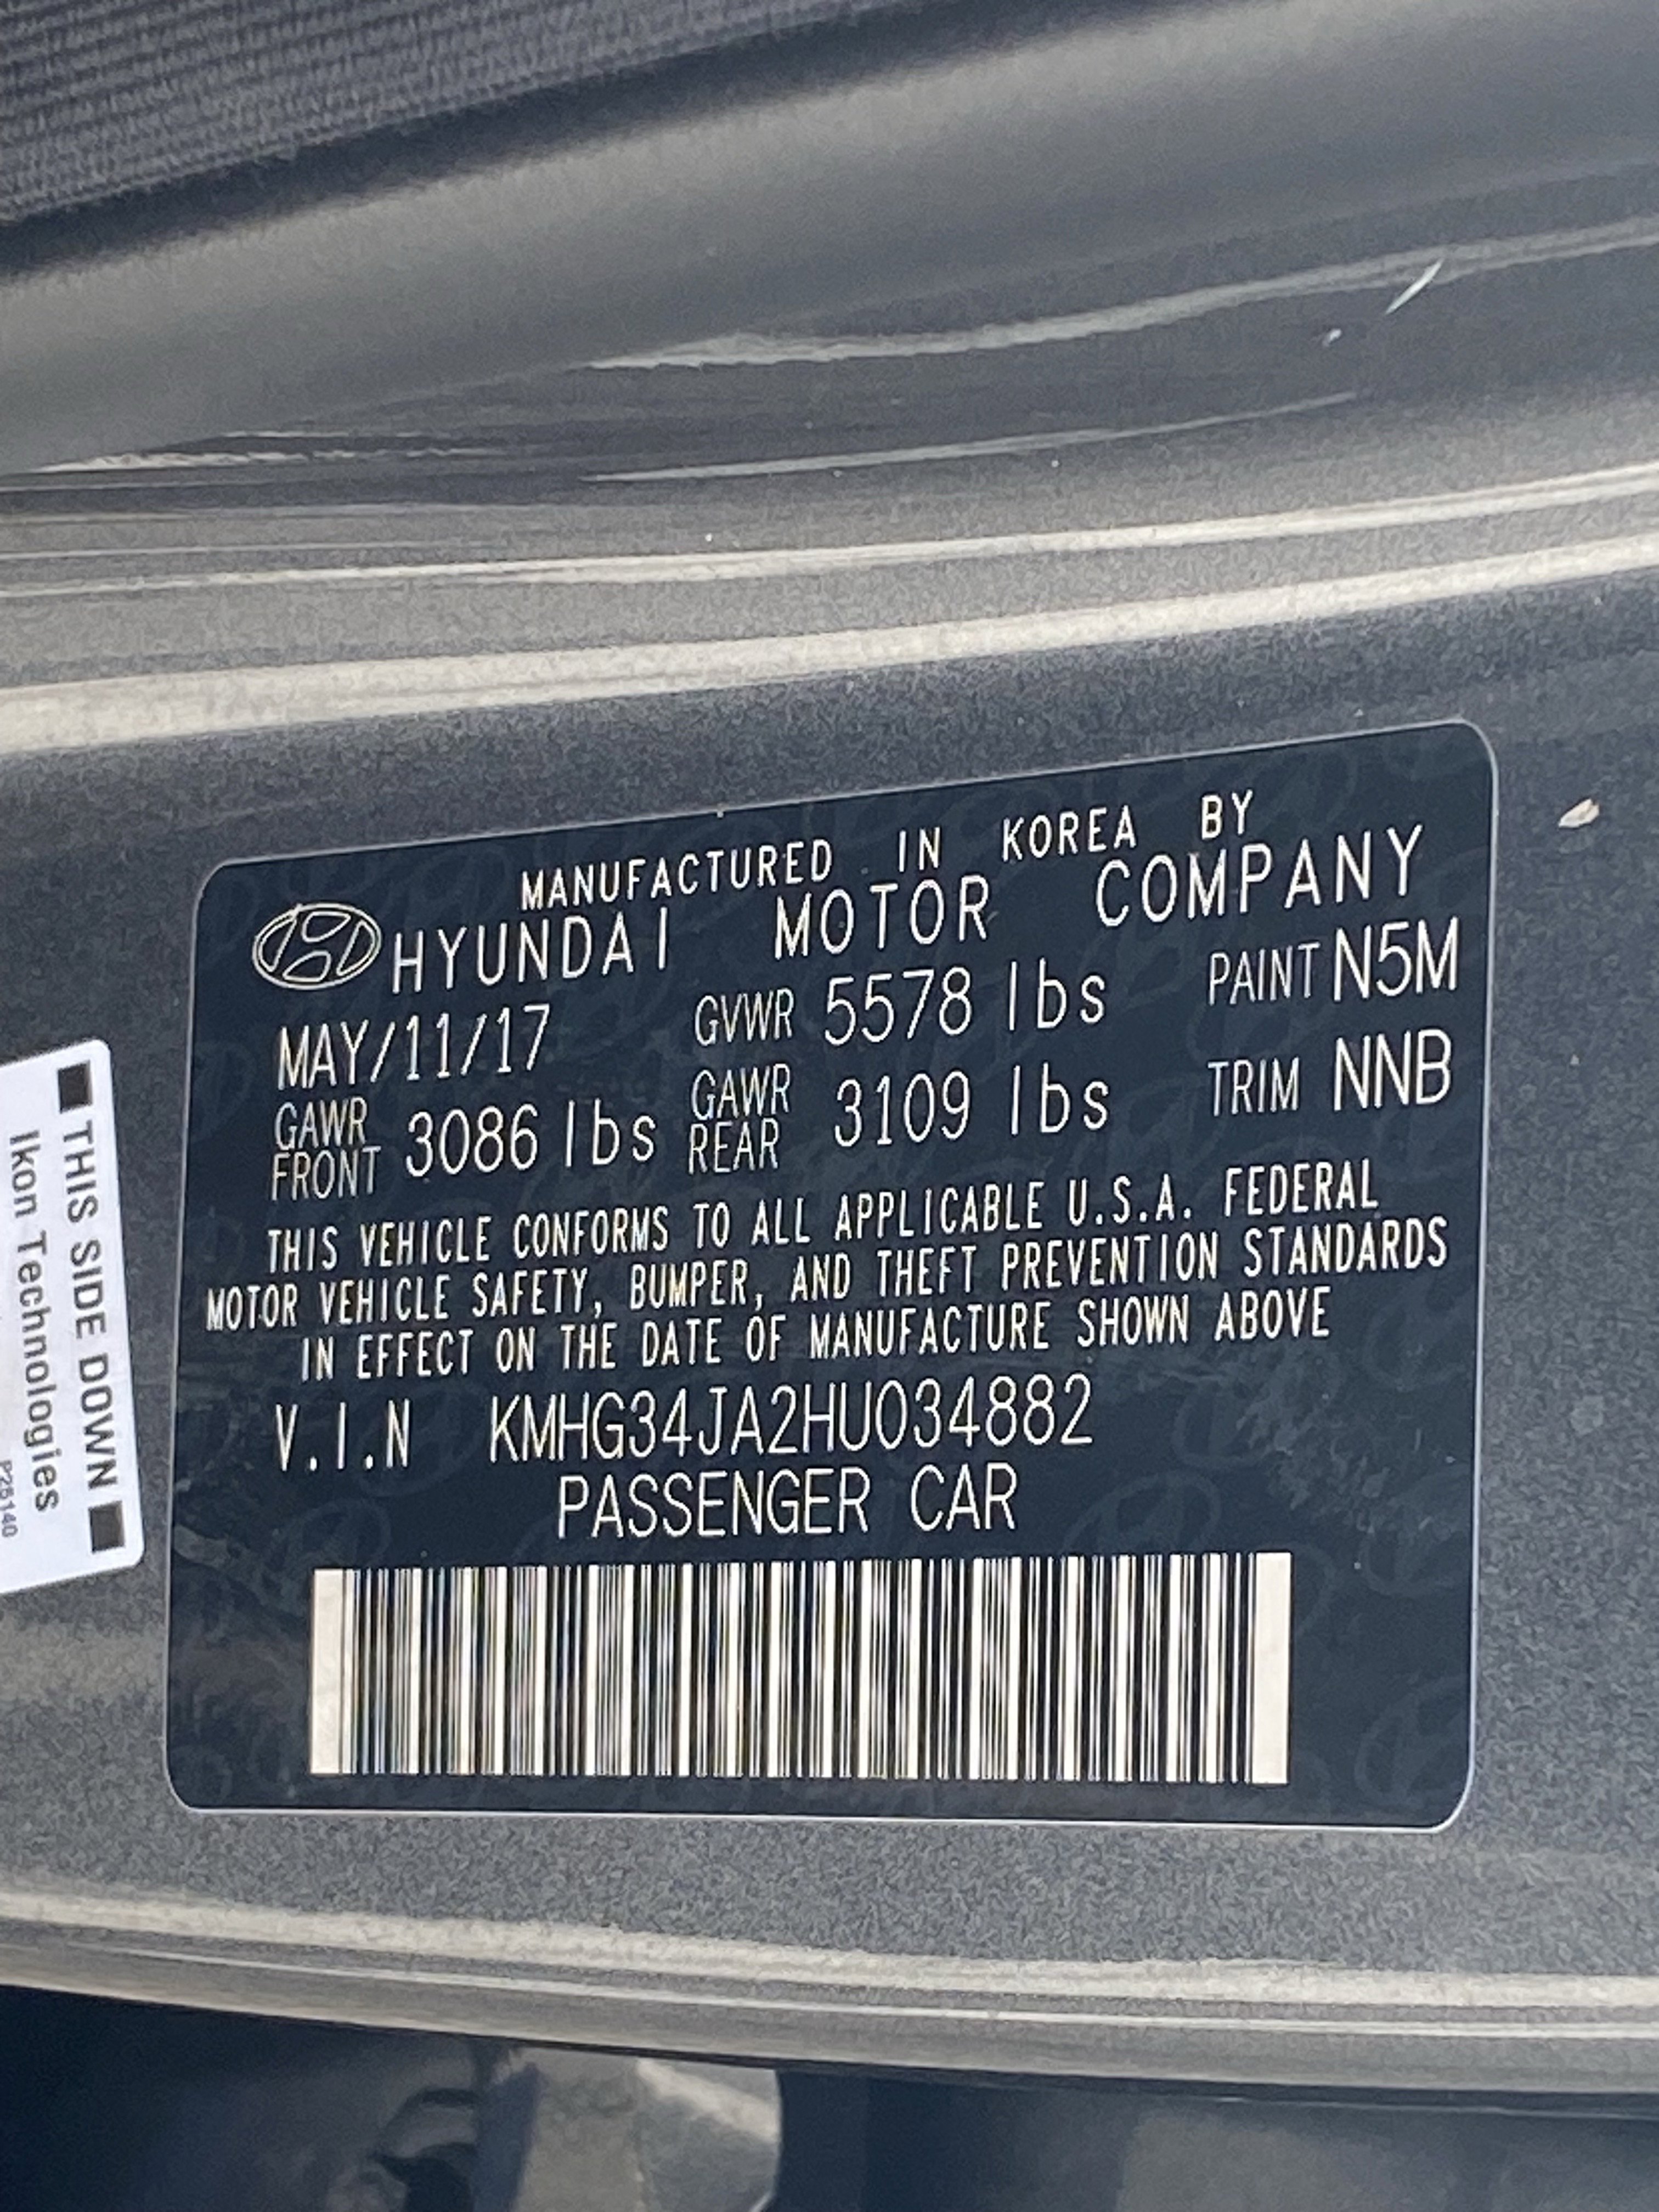 MANUFACTURED IN KOREA BY
HYUNDAI MOTOR COMPANY
MAY/11/17 GVWR 5578 lbs PAINT N5M
GAWR FRONT 3086 lbs GAWR REAR 3109 lbs TRIM NNB
THIS VEHICLE CONFORMS TO ALL APPLICABLE U.S.A. FEDERAL
MOTOR VEHICLE SAFETY, BUMPER, AND THEFT PREVENTION STANDARDS
IN EFFECT ON THE DATE OF MANUFACTURE SHOWN ABOVE
V.I.N KMHG34JA2HU034882
PASSENGER CAR
THIS SIDE DOWN
Ikon Technologies
P25140